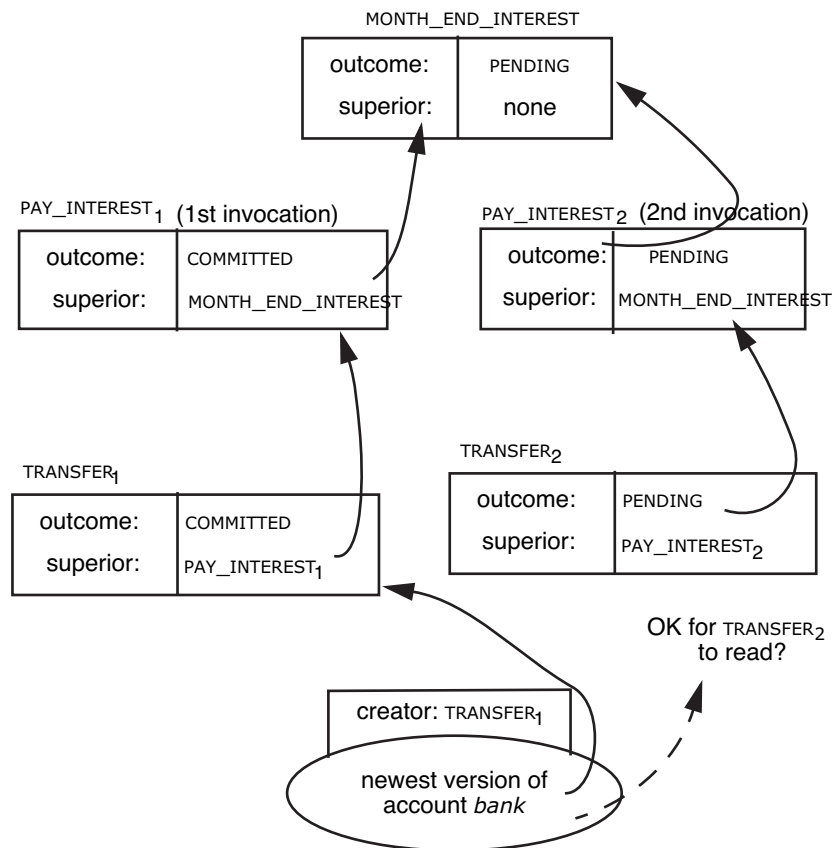 MONTH_END_INTEREST
outcome: PENDING
superior: none
PAY_INTEREST1 (1st invocation)
outcome: COMMITTED
superior: MONTH_END_INTEREST
PAY_INTEREST2 (2nd invocation)
outcome: PENDING
superior: MONTH_END_INTEREST
TRANSFER1
outcome: COMMITTED
superior: PAY_INTEREST1
TRANSFER2
outcome: PENDING
superior: PAY_INTEREST2
OK for TRANSFER2
to read?
creator: TRANSFER1
newest version of
account bank